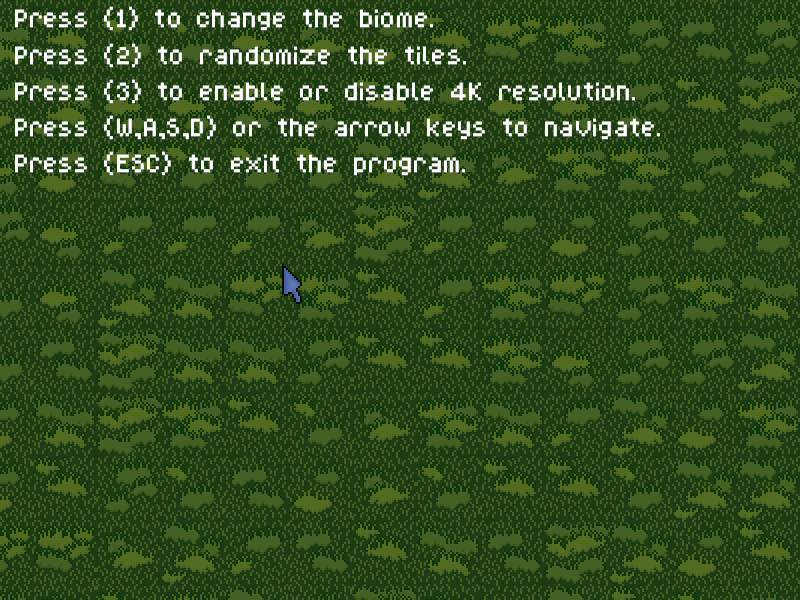 Press (1) to change the biome.
Press (2) to randomize the tiles.
Press (3) to enable or disable 4K resolution.
Press (W,A,S,D) or the arrow keys to navigate.
Press (ESC) to exit the program.